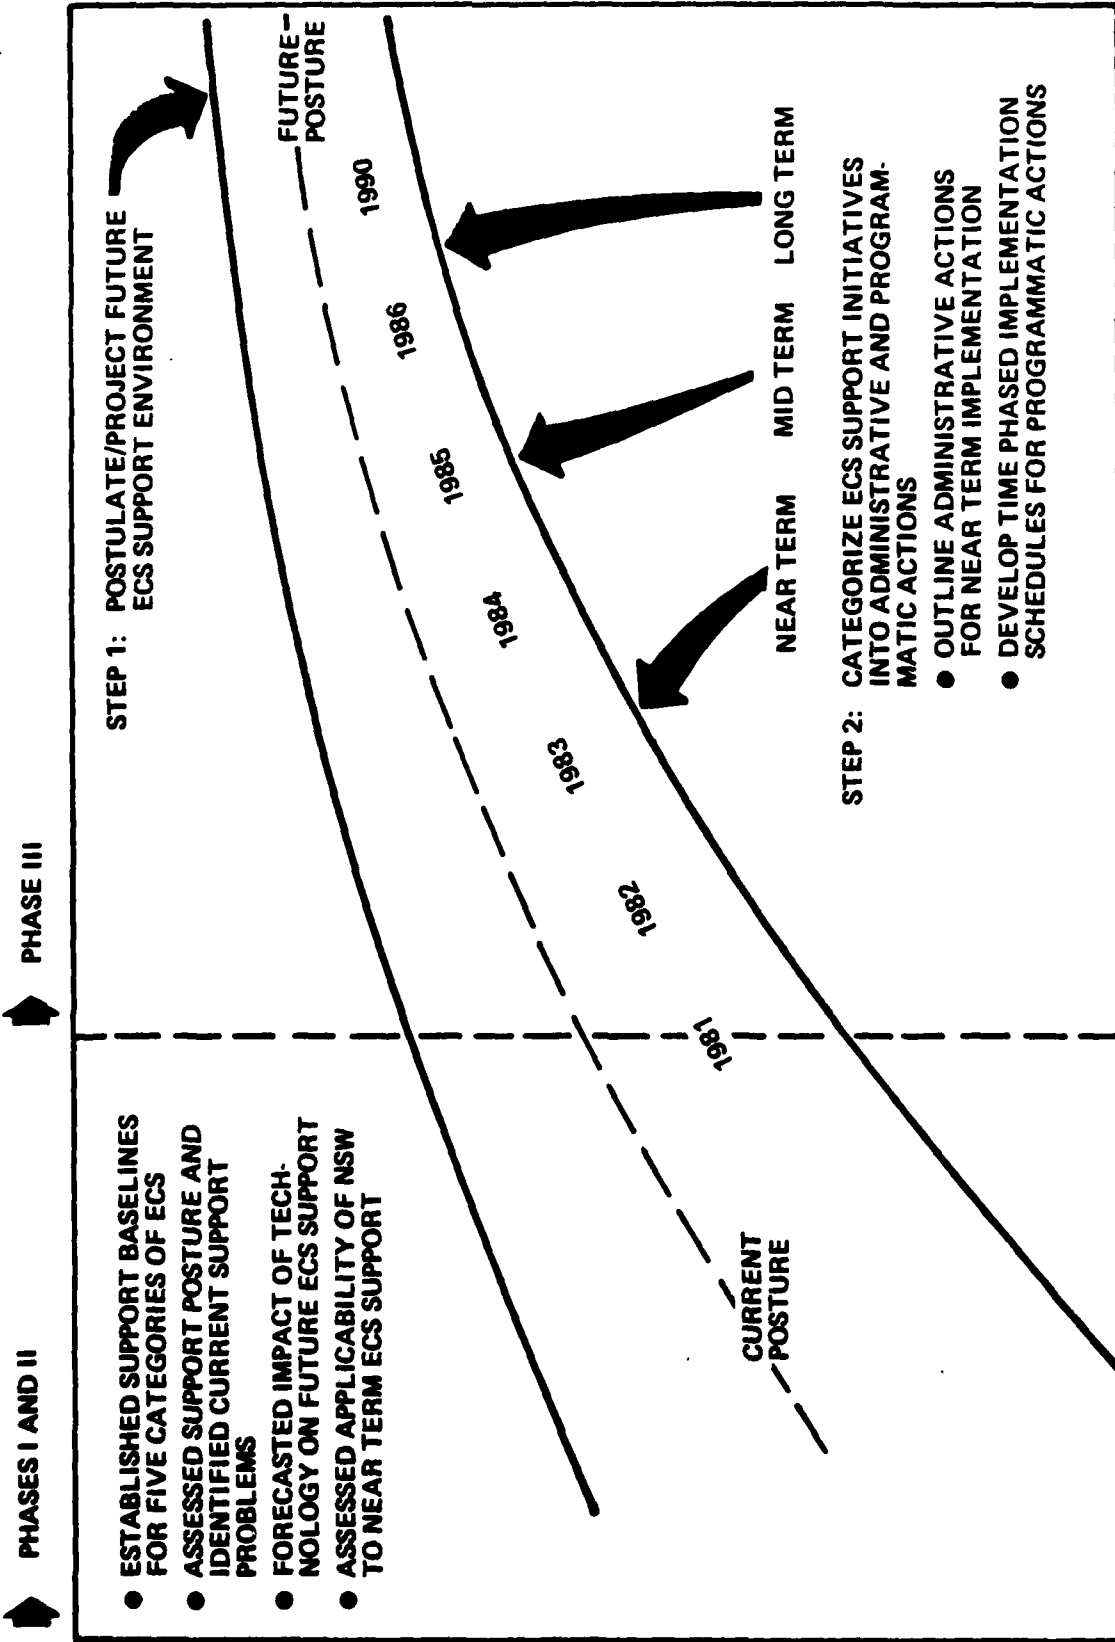 PHASES I AND II
PHASE III
● ESTABLISHED SUPPORT BASELINES
FOR FIVE CATEGORIES OF ECS
● ASSESSED SUPPORT POSTURE AND
IDENTIFIED CURRENT SUPPORT
PROBLEMS
● FORECASTED IMPACT OF TECH-
NOLOGY ON FUTURE ECS SUPPORT
● ASSESSED APPLICABILITY OF NSW
TO NEAR TERM ECS SUPPORT
STEP 1: POSTULATE/PROJECT FUTURE
ECS SUPPORT ENVIRONMENT
FUTURE
POSTURE
CURRENT
POSTURE
1981
1982
1983
1984
1985
1986
1990
NEAR TERM
MID TERM
LONG TERM
STEP 2: CATEGORIZE ECS SUPPORT INITIATIVES
INTO ADMINISTRATIVE AND PROGRAM-
MATIC ACTIONS
● OUTLINE ADMINISTRATIVE ACTIONS
FOR NEAR TERM IMPLEMENTATION
● DEVELOP TIME PHASED IMPLEMENTATION
SCHEDULES FOR PROGRAMMATIC ACTIONS